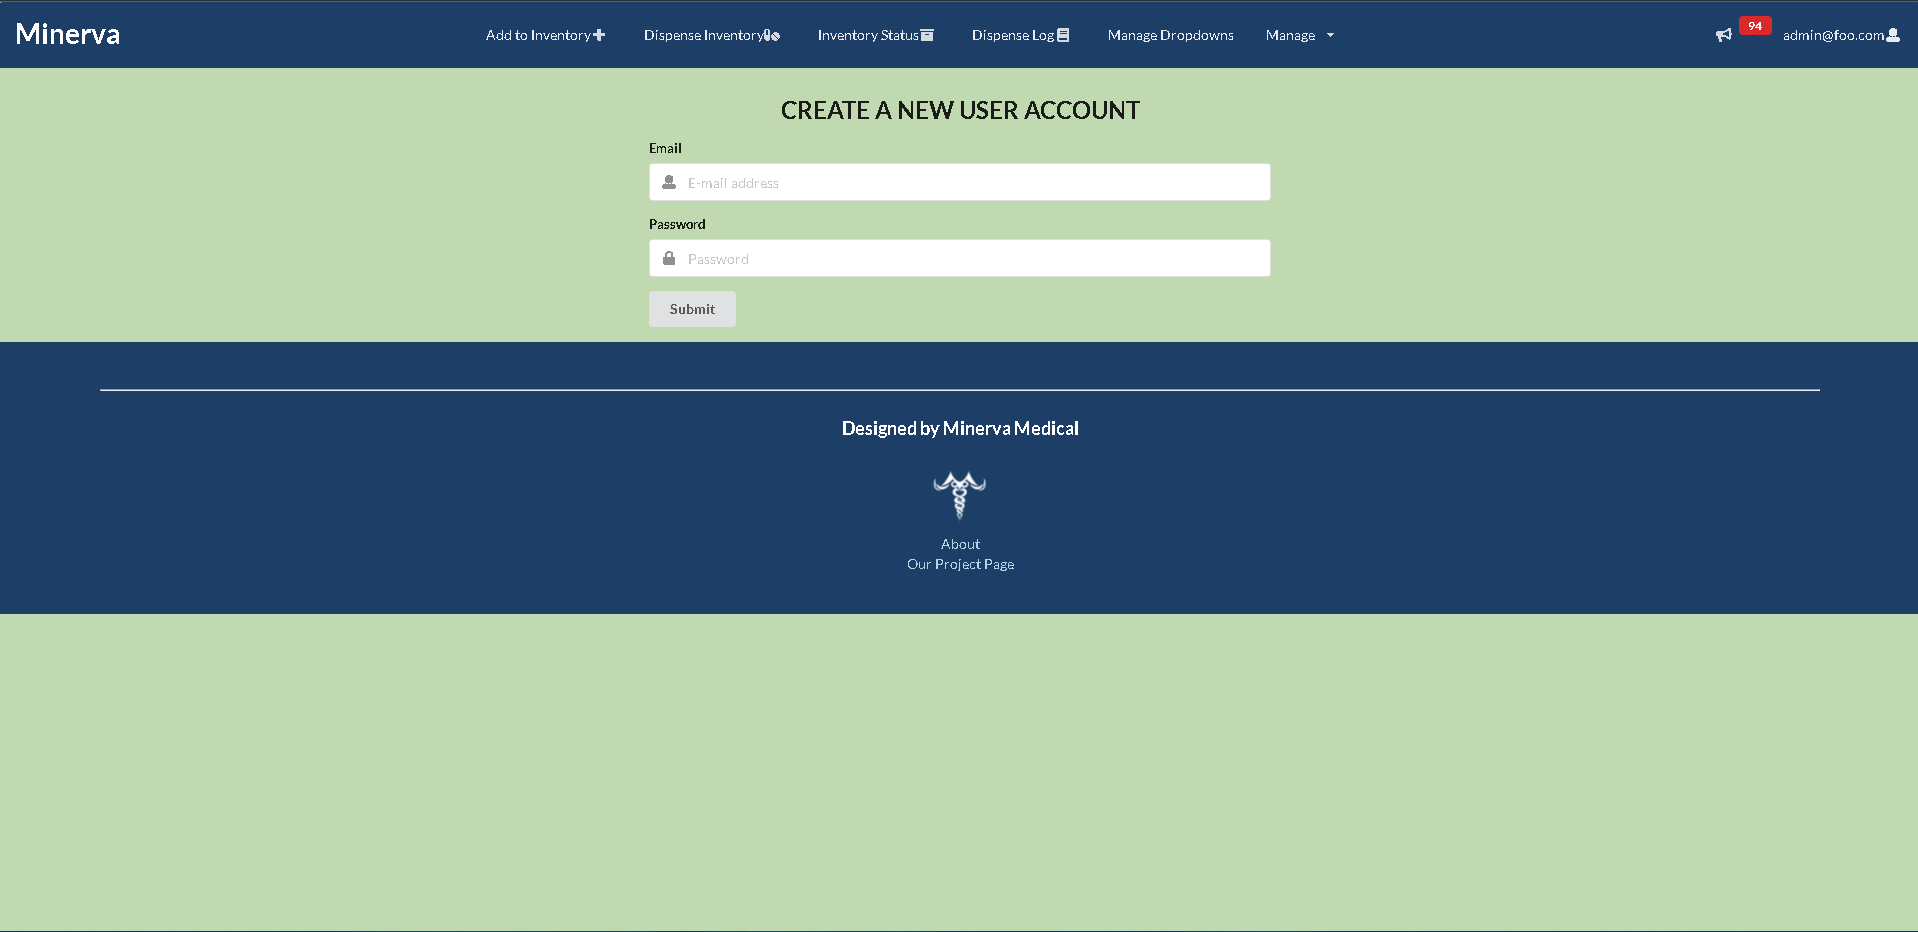 Minerva
Add to Inventory
Dispense Inventory
Inventory Status
Dispense Log
Manage Dropdowns
Manage
94
admin@foo.com
CREATE A NEW USER ACCOUNT
Email
E-mail address
Password
Password
Submit
Designed by Minerva Medical
About
Our Project Page